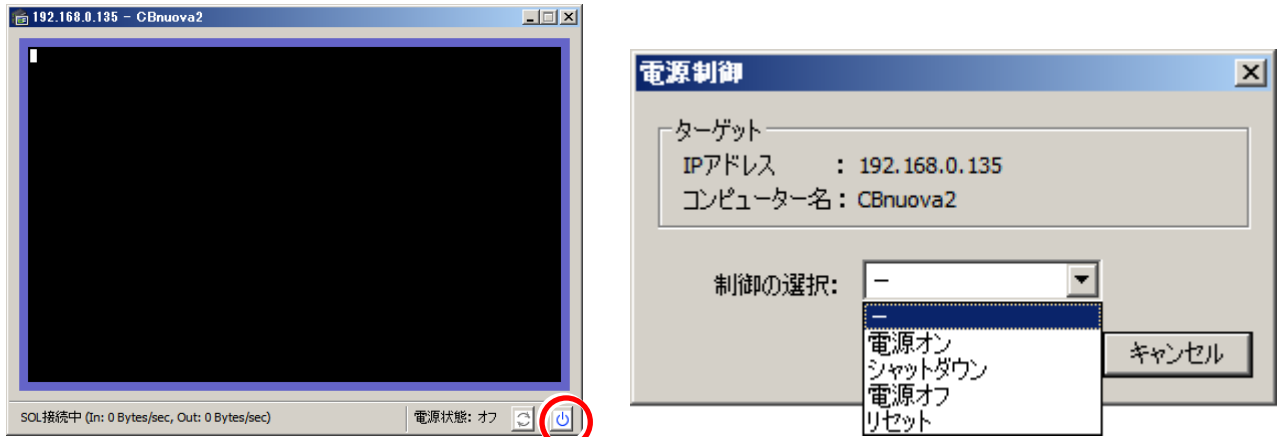 192.168.0.135 - CBnuova2
SOL接続中 (In: 0 Bytes/sec, Out: 0 Bytes/sec)
電源状態: オフ
電源制御
ターゲット
IPアドレス : 192.168.0.135
コンピューター名 : CBnuova2
制御の選択: -
-
電源オン
シャットダウン
電源オフ
リセット
キャンセル